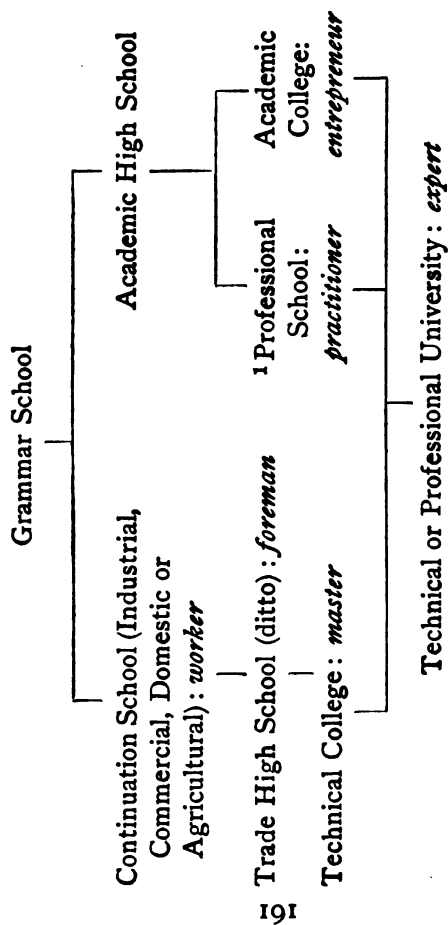 Grammar School
Continuation School (Industrial,
Commercial, Domestic or
Agricultural) : worker
Trade High School (ditto) : foreman
Technical College : master
Academic High School
¹ Professional
School :
practitioner
Academic
College:
entrepreneur
Technical or Professional University : expert
161